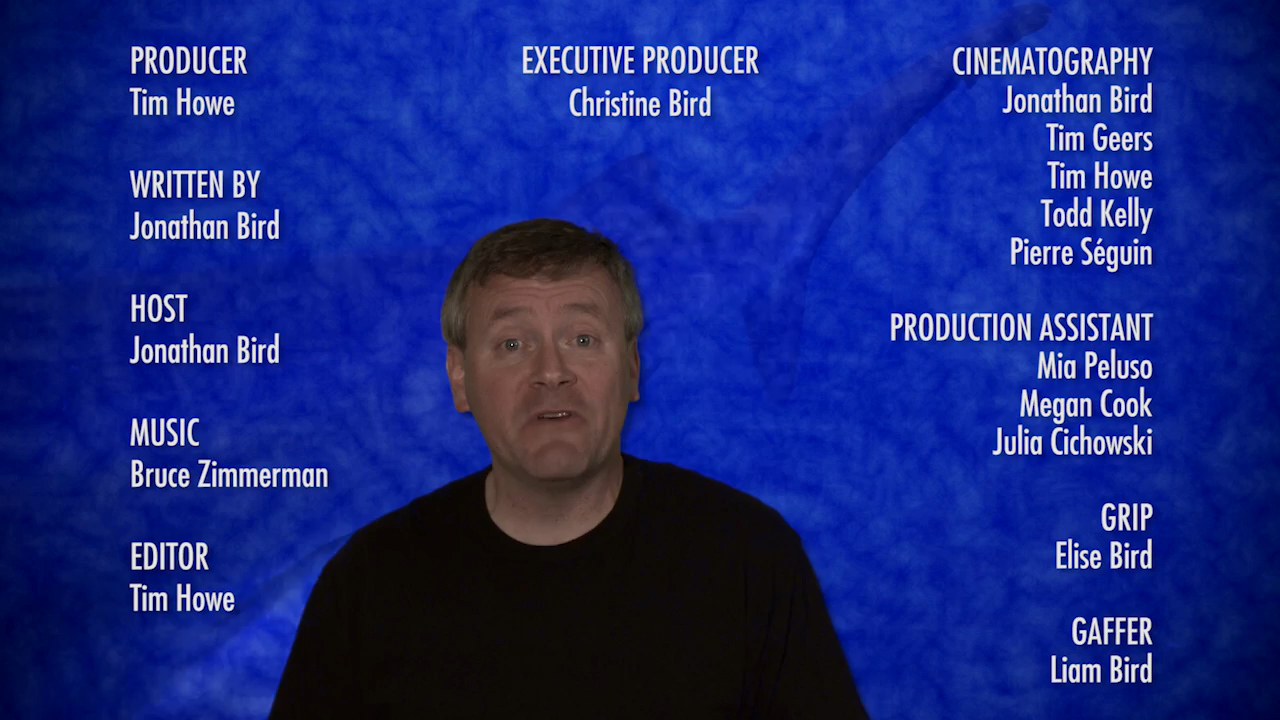 PRODUCER
Tim Howe
WRITTEN BY
Jonathan Bird
HOST
Jonathan Bird
MUSIC
Bruce Zimmerman
EDITOR
Tim Howe
EXECUTIVE PRODUCER
Christine Bird
CINEMATOGRAPHY
Jonathan Bird
Tim Geers
Tim Howe
Todd Kelly
Pierre Séguin
PRODUCTION ASSISTANT
Mia Peluso
Megan Cook
Julia Cichowski
GRIP
Elise Bird
GAFFER
Liam Bird